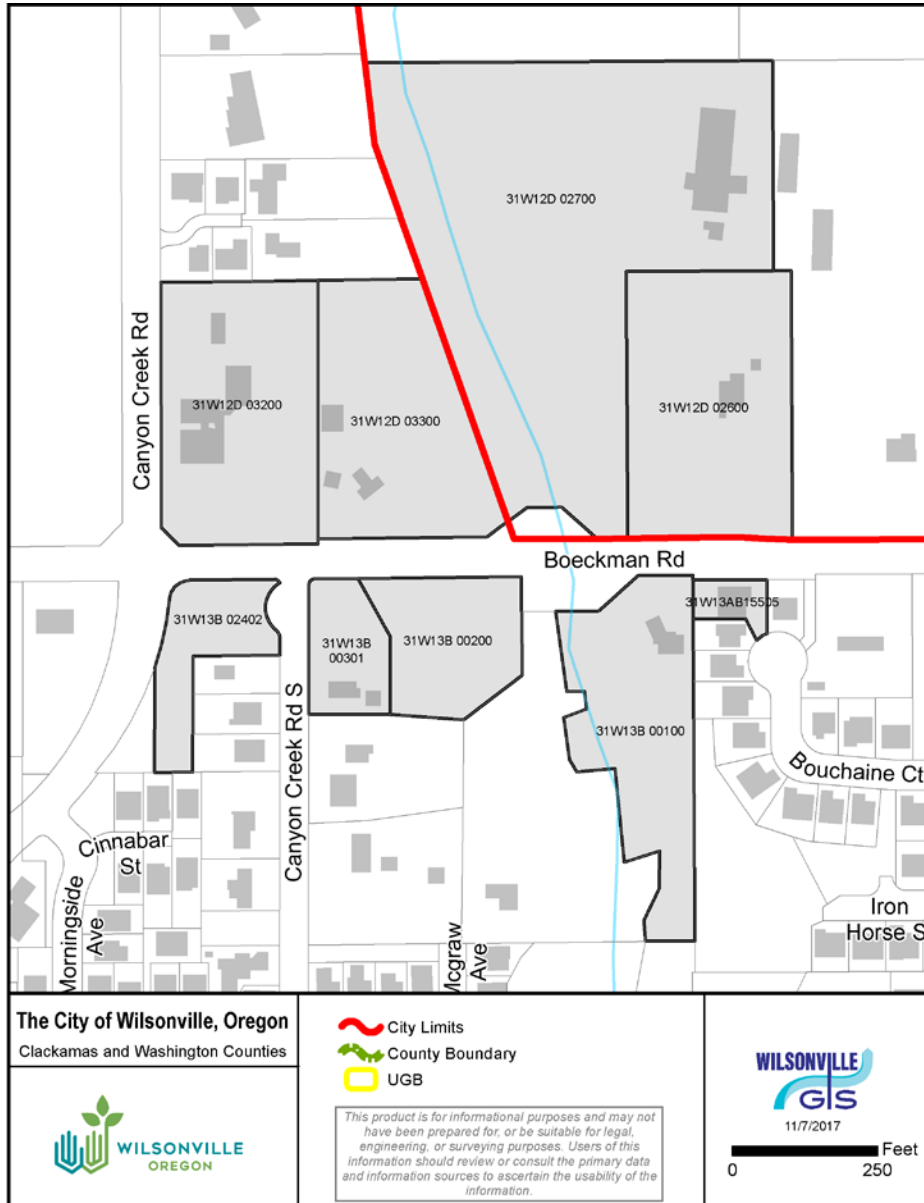 31W12D 02700
Canyon Creek Rd
31W12D 03200
31W12D 03300
31W12D 02600
Boeckman Rd
31W13B 02402
31W13B
00301
31W13B 00200
31W13AB15505
31W13B 00100
Canyon Creek Rd S
Bouchaine Ct
Cinnabar
St
Morningside
Ave
Mcgraw
Ave
Iron
Horse S
The City of Wilsonville, Oregon
Clackamas and Washington Counties
WILSONVILLE
OREGON
City Limits
County Boundary
UGB
This product is for informational purposes and may not
have been prepared for, or be suitable for legal,
engineering, or surveying purposes. Users of this
information should review or consult the primary data
and information sources to ascertain the usability of the
information.
WILSONVILLE
GIS
11/7/2017
Feet
0 250